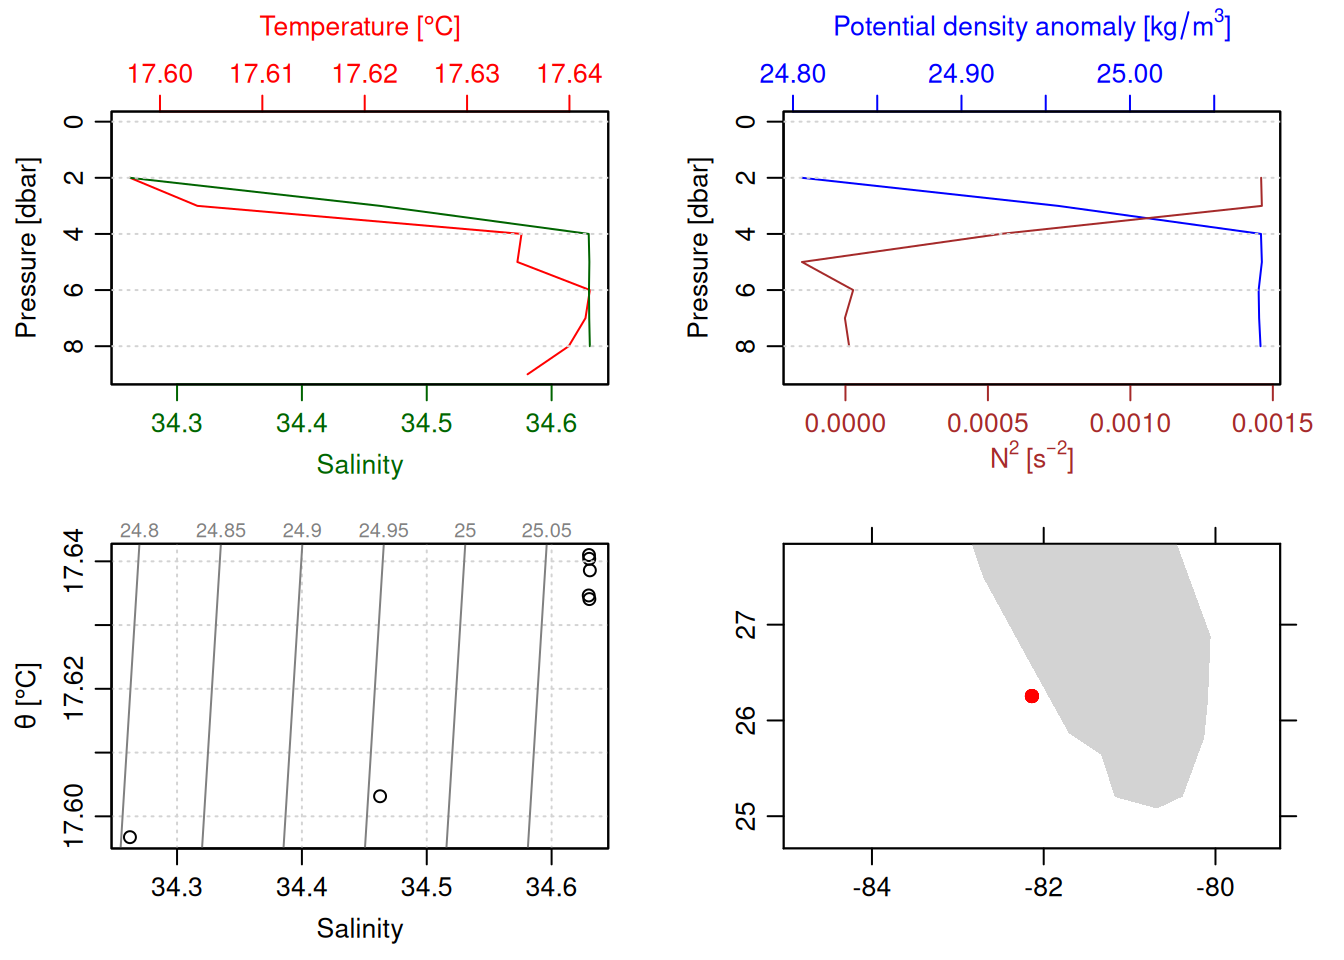 Temperature [°C]
17.60 17.61 17.62 17.63 17.64
Pressure [dbar]
0
2
4
6
8
34.3 34.4 34.5 34.6
Salinity
Potential density anomaly [kg/m³]
24.80 24.90 25.00
Pressure [dbar]
0
2
4
6
8
0.0000 0.0005 0.0010 0.0015
N² [s⁻²]
24.8 24.85 24.9 24.95 25 25.05
θ [°C]
17.64
17.62
17.60
34.3 34.4 34.5 34.6
Salinity
27
26
25
-84 -82 -80